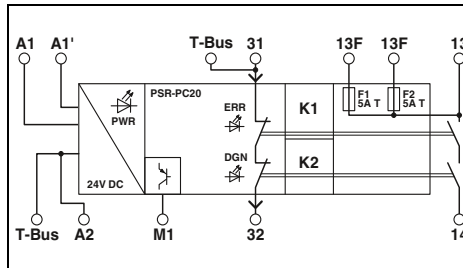 A1 A1' T-Bus 31 13F 13F 13
PSR-PC20
PWR
ERR
K1
F1
5A T
F2
5A T
DGN
K2
24V DC
T-Bus A2 M1 32 14